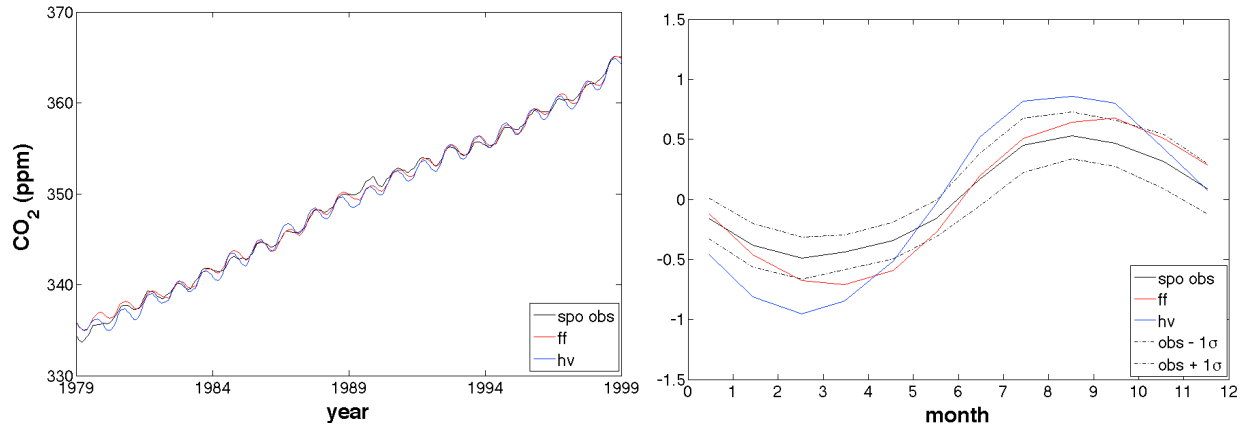 370
360
350
340
330
CO2 (ppm)
1979
1984
1989
1994
1999
year
spo obs
ff
hv
1.5
1
0.5
0
-0.5
-1
-1.5
0 1 2 3 4 5 6 7 8 9 10 11 12
month
spo obs
ff
hv
obs - 1σ
obs + 1σ